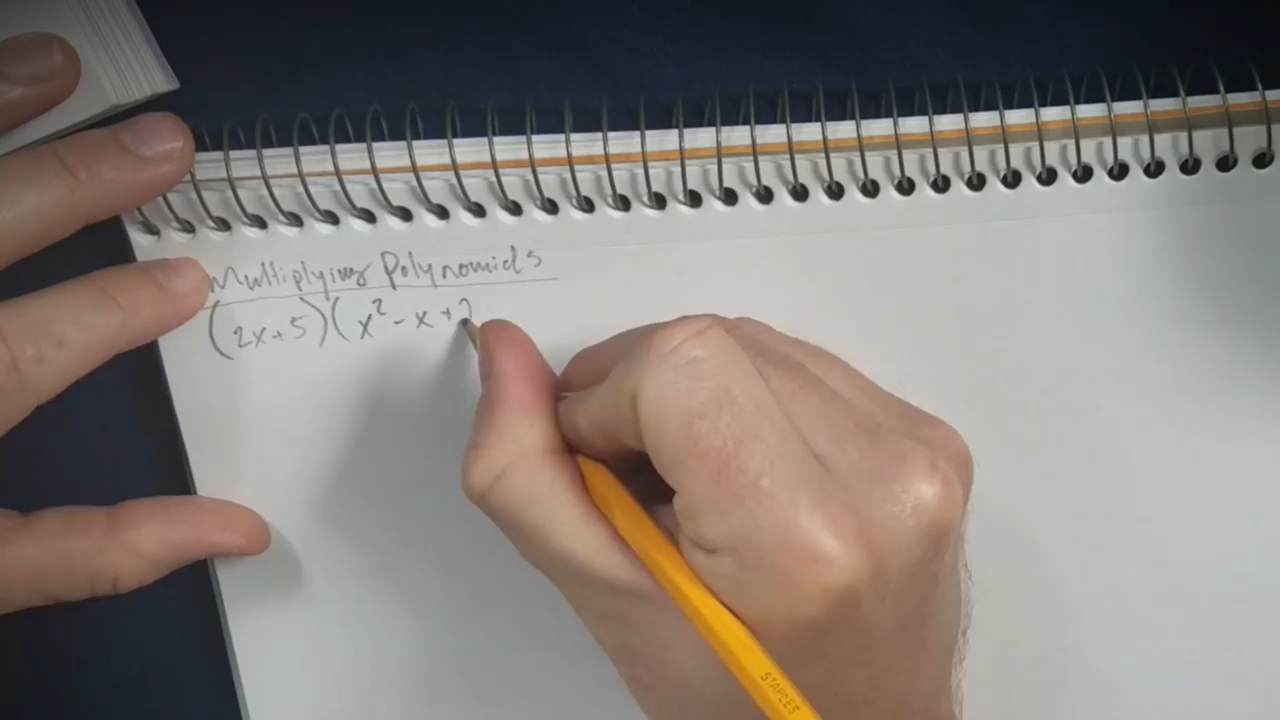 Multiplying Polynomials
(2x+5)(x² - x +
STAPLES